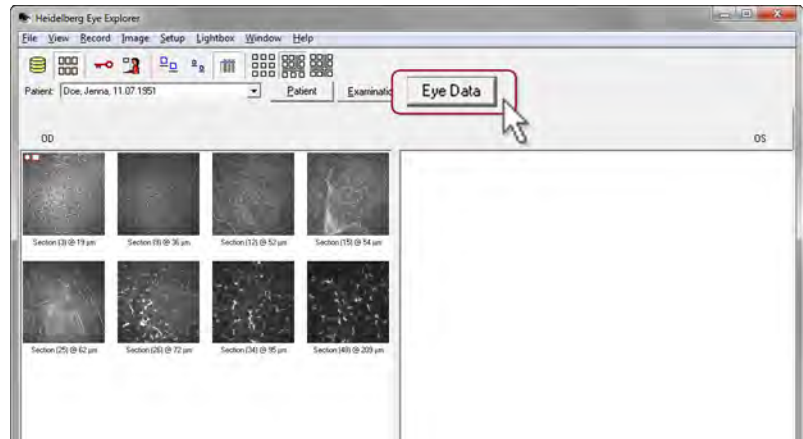 Heidelberg Eye Explorer
File View Record Image Setup Lightbox Window Help
Patient: Doe, Jenna, 11.07.1951 Patient Examinatio Eye Data
OD OS
Section (3) @ 19 µm Section (9) @ 36 µm Section (12) @ 52 µm Section (15) @ 54 µm
Section (25) @ 62 µm Section (26) @ 72 µm Section (34) @ 95 µm Section (48) @ 209 µm